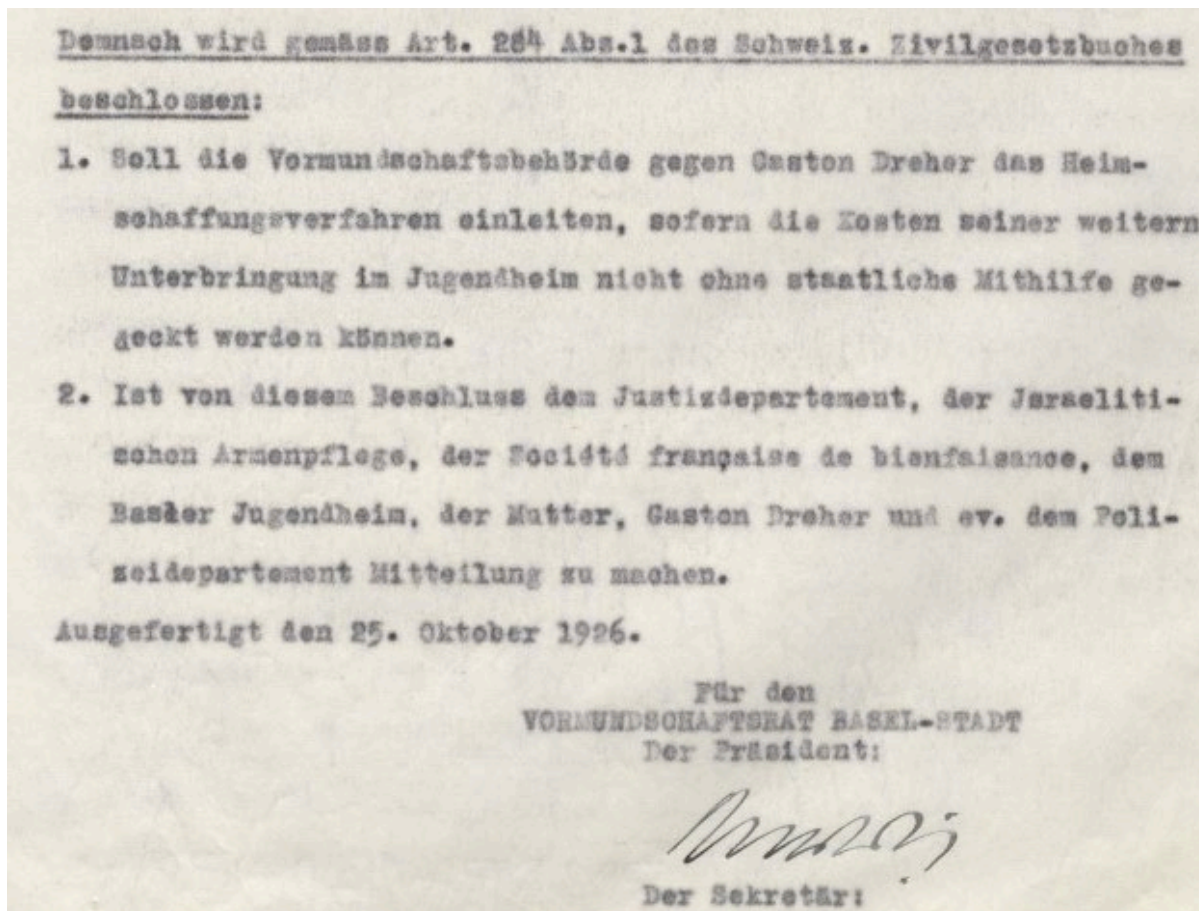 Demnach wird gemäss Art. 284 Abs.1 des Schweiz. Zivilgesetzbuches
beschlossen:
1. Soll die Vormundschaftsbehörde gegen Gaston Dreher das Heim-
schaffungsverfahren einleiten, sofern die Kosten seiner weitern
Unterbringung im Jugendheim nicht ohne staatliche Mithilfe ge-
deckt werden können.
2. Ist von diesem Beschluss dem Justizdepartement, der Jsraeliti-
schen Armenpflege, der Société française de bienfaisance, dem
Basler Jugendheim, der Mutter, Gaston Dreher und ev. dem Poli-
zeidepartement Mitteilung zu machen.
Ausgefertigt den 25. Oktober 1926.
Für den
VORMUNDSCHAFTSRAT BASEL-STADT
Der Präsident:
Der Sekretär: